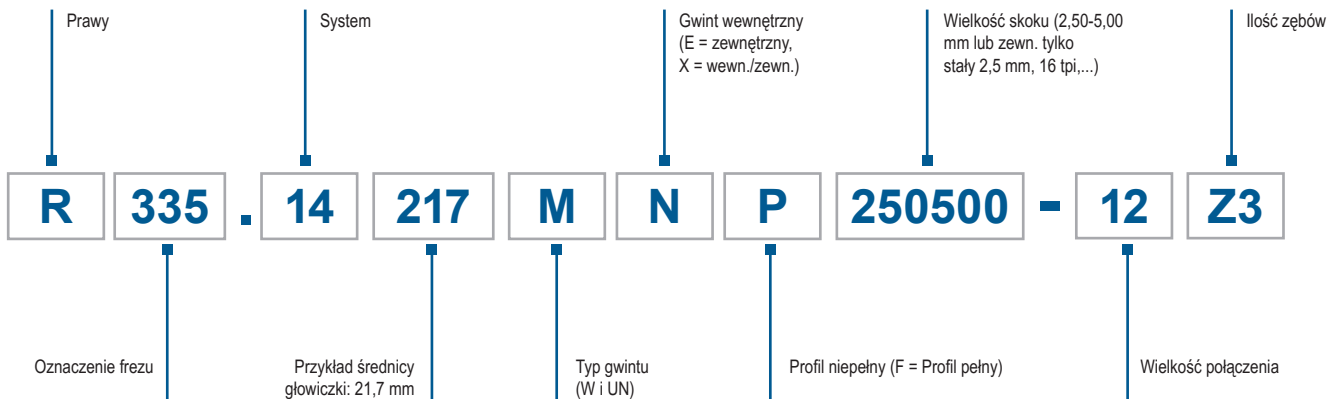 Prawy
System
Gwint wewnętrzny
(E = zewnętrzny,
X = wewn./zewn.)
Wielkość skoku (2,50-5,00
mm lub zewn. tylko
stały 2,5 mm, 16 tpi,...)
Ilość zębów
R 335 . 14 217 M N P 250500 - 12 Z3
Oznaczenie frezu
Przykład średnicy
głowiczki: 21,7 mm
Typ gwintu
(W i UN)
Profil niepełny (F = Profil pełny)
Wielkość połączenia